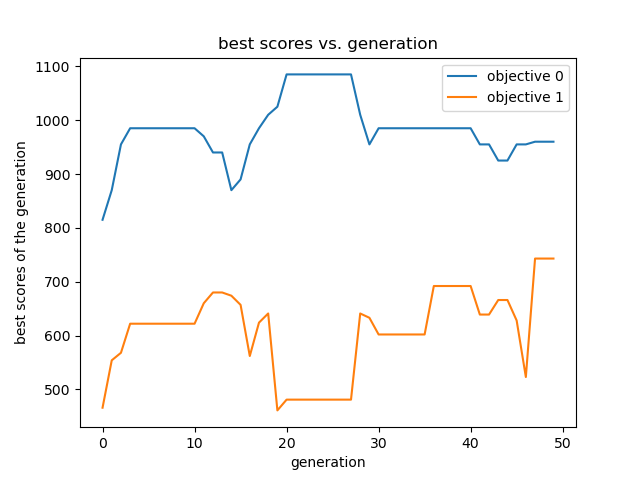 best scores vs. generation
objective 0
objective 1
best scores of the generation
1100
1000
900
800
700
600
500
0 10 20 30 40 50
generation